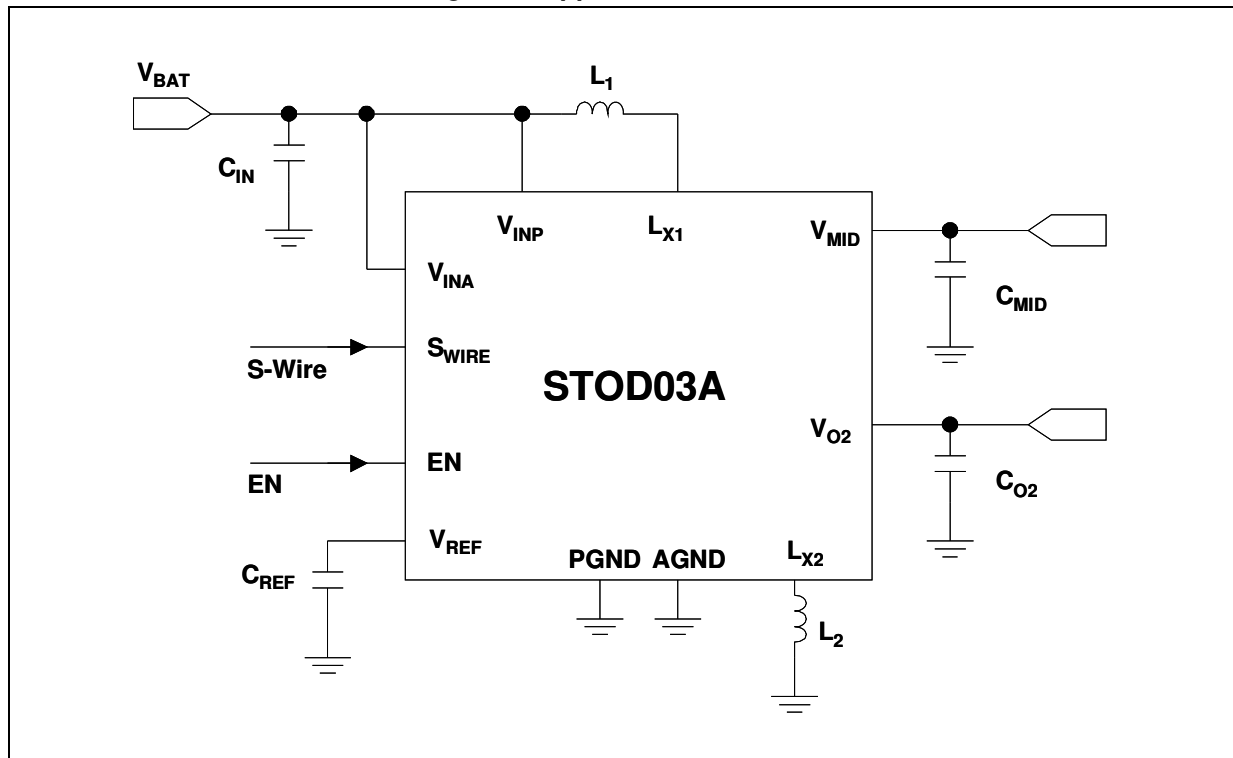 V_BAT
L_1
C_IN
V_INP
L_X1
V_MID
V_INA
C_MID
S-Wire
S_WIRE
STOD03A
V_O2
EN
EN
C_O2
V_REF
C_REF
PGND AGND
L_X2
L_2